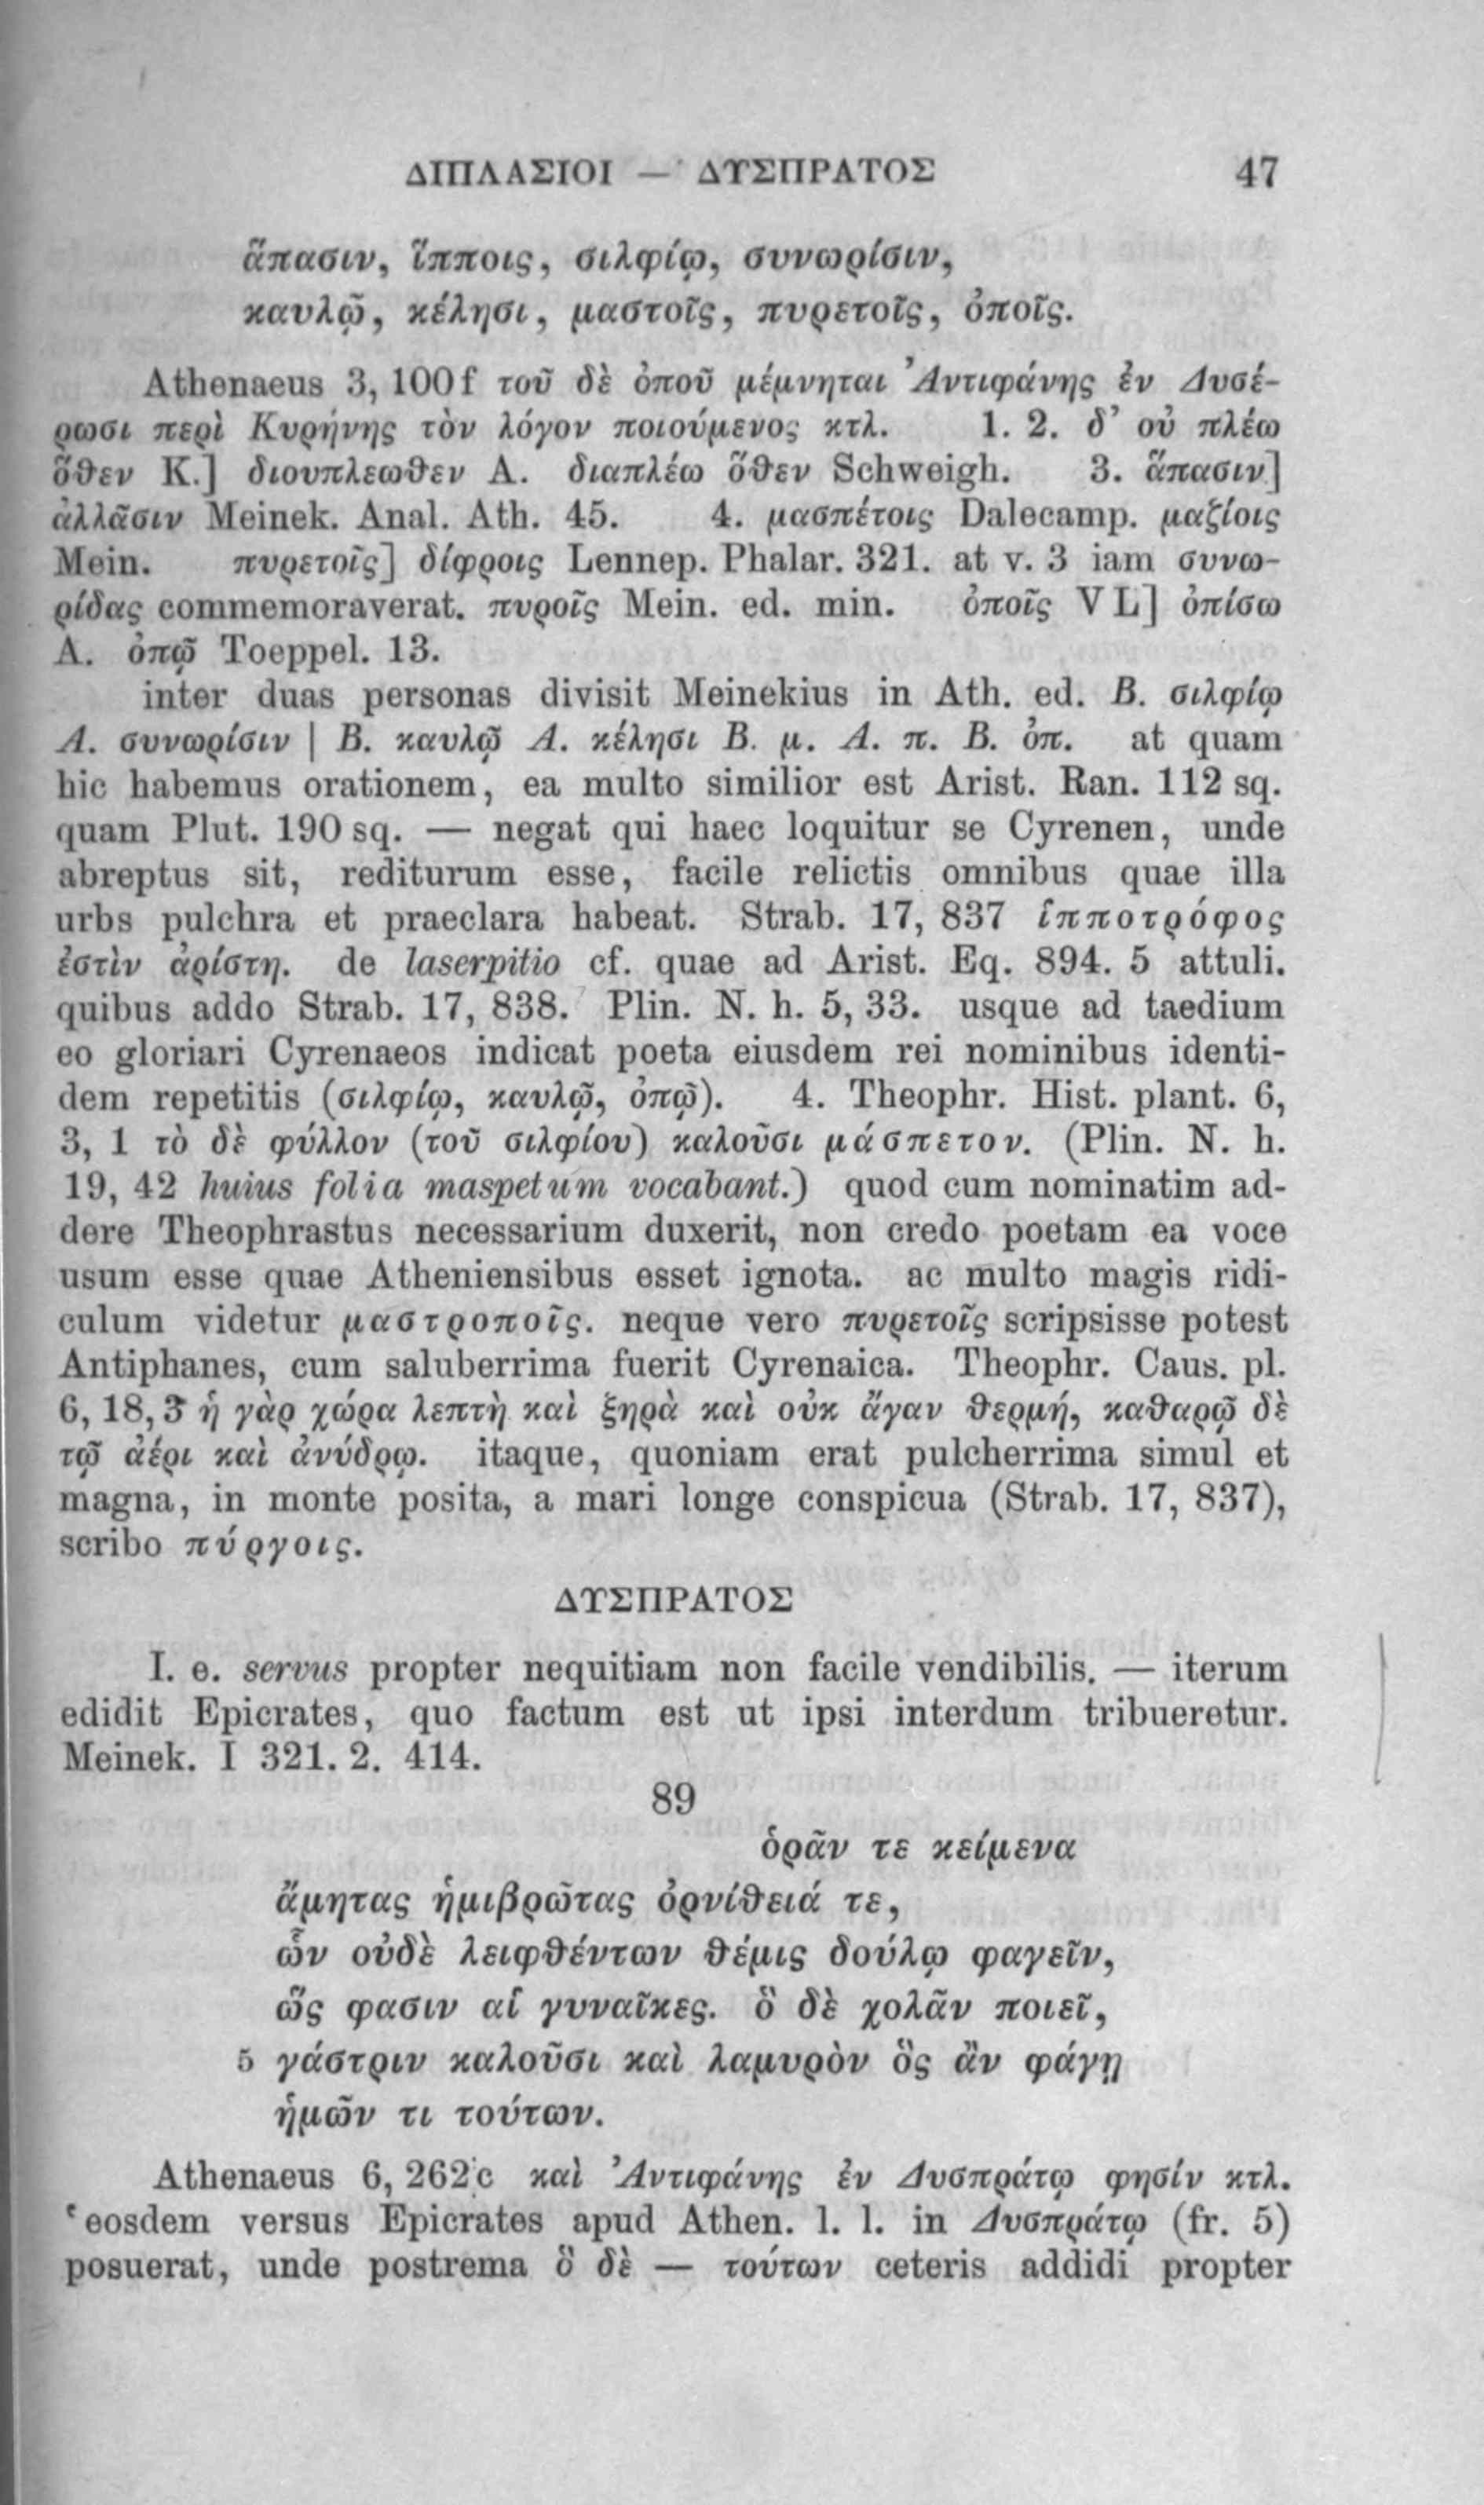 ΔΙΠΛΑΣΙΟΙ — ΔΥΣΠΡΑΤΟΣ 47
ἅπασιν, ἵπποις, σιλφίῳ, συνωρίσιν,
καυλῷ, κέλησι, μαστοῖς, πυρετοῖς, ὀποῖς.
Athenaeus 3, 100f τοῦ δὲ ὀποῦ μέμνηται Ἀντιφάνης ἐν Δυσέ-
ρωσι περὶ Κυρήνης τὸν λόγον ποιούμενος κτλ. 1. 2. δ’ οὐ πλέω
ὅθεν K.] διουπλεωθεν A. διαπλέω ὅθεν Schweigh. 3. ἅπασιν]
ἀλλᾶσιν Meinek. Anal. Ath. 45. 4. μασπέτοις Dalecamp. μαζίοις
Mein. πυρετοῖς] δίφροις Lennep. Phalar. 321. at v. 3 iam συνω-
ρίδας commemoraverat. πυροῖς Mein. ed. min. ὀποῖς VL] ὀπίσω
A. ὀπῷ Toeppel. 13.
inter duas personas divisit Meinekius in Ath. ed. B. σιλφίῳ
A. συνωρίσιν | B. καυλῷ A. κέλησι B. μ. A. π. B. ὀπ. at quam
hic habemus orationem, ea multo similior est Arist. Ran. 112 sq.
quam Plut. 190 sq. — negat qui haec loquitur se Cyrenen, unde
abreptus sit, rediturum esse, facile relictis omnibus quae illa
urbs pulchra et praeclara habeat. Strab. 17, 837 ἱπποτρόφος
ἐστὶν ἀρίστη. de laserpitio cf. quae ad Arist. Eq. 894. 5 attuli.
quibus addo Strab. 17, 838. Plin. N. h. 5, 33. usque ad taedium
eo gloriari Cyrenaeos indicat poeta eiusdem rei nominibus identi-
dem repetitis (σιλφίῳ, καυλῷ, ὀπῷ). 4. Theophr. Hist. plant. 6,
3, 1 τὸ δὲ φύλλον (τοῦ σιλφίου) καλοῦσι μάσπετον. (Plin. N. h.
19, 42 huius folia maspetum vocabant.) quod cum nominatim ad-
dere Theophrastus necessarium duxerit, non credo poetam ea voce
usum esse quae Atheniensibus esset ignota. ac multo magis ridi-
culum videtur μαστροποῖς. neque vero πυρετοῖς scripsisse potest
Antiphanes, cum saluberrima fuerit Cyrenaica. Theophr. Caus. pl.
6, 18, 3 ἡ γὰρ χώρα λεπτὴ καὶ ξηρὰ καὶ οὐκ ἄγαν θερμή, καθαρῷ δὲ
τῷ ἀέρι καὶ ἀνύδρῳ. itaque, quoniam erat pulcherrima simul et
magna, in monte posita, a mari longe conspicua (Strab. 17, 837),
scribo πύργοις.
ΔΥΣΠΡΑΤΟΣ
I. e. servus propter nequitiam non facile vendibilis. — iterum
edidit Epicrates, quo factum est ut ipsi interdum tribueretur.
Meinek. I 321. 2. 414.
89
ὁρᾶν τε κείμενα
ἄμητας ἡμιβρῶτας ὀρνίθειά τε,
ὧν οὐδὲ λειφθέντων θέμις δούλῳ φαγεῖν,
ὥς φασιν αἱ γυναῖκες. ὃ δὲ χολᾶν ποιεῖ,
5 γάστριν καλοῦσι καὶ λαμυρὸν ὃς ἂν φάγῃ
ἡμῶν τι τούτων.
Athenaeus 6, 262c καὶ Ἀντιφάνης ἐν Δυσπράτῳ φησίν κτλ.
‘eosdem versus Epicrates apud Athen. l. l. in Δυσπράτῳ (fr. 5)
posuerat, unde postrema ὃ δὲ — τούτων ceteris addidi propter